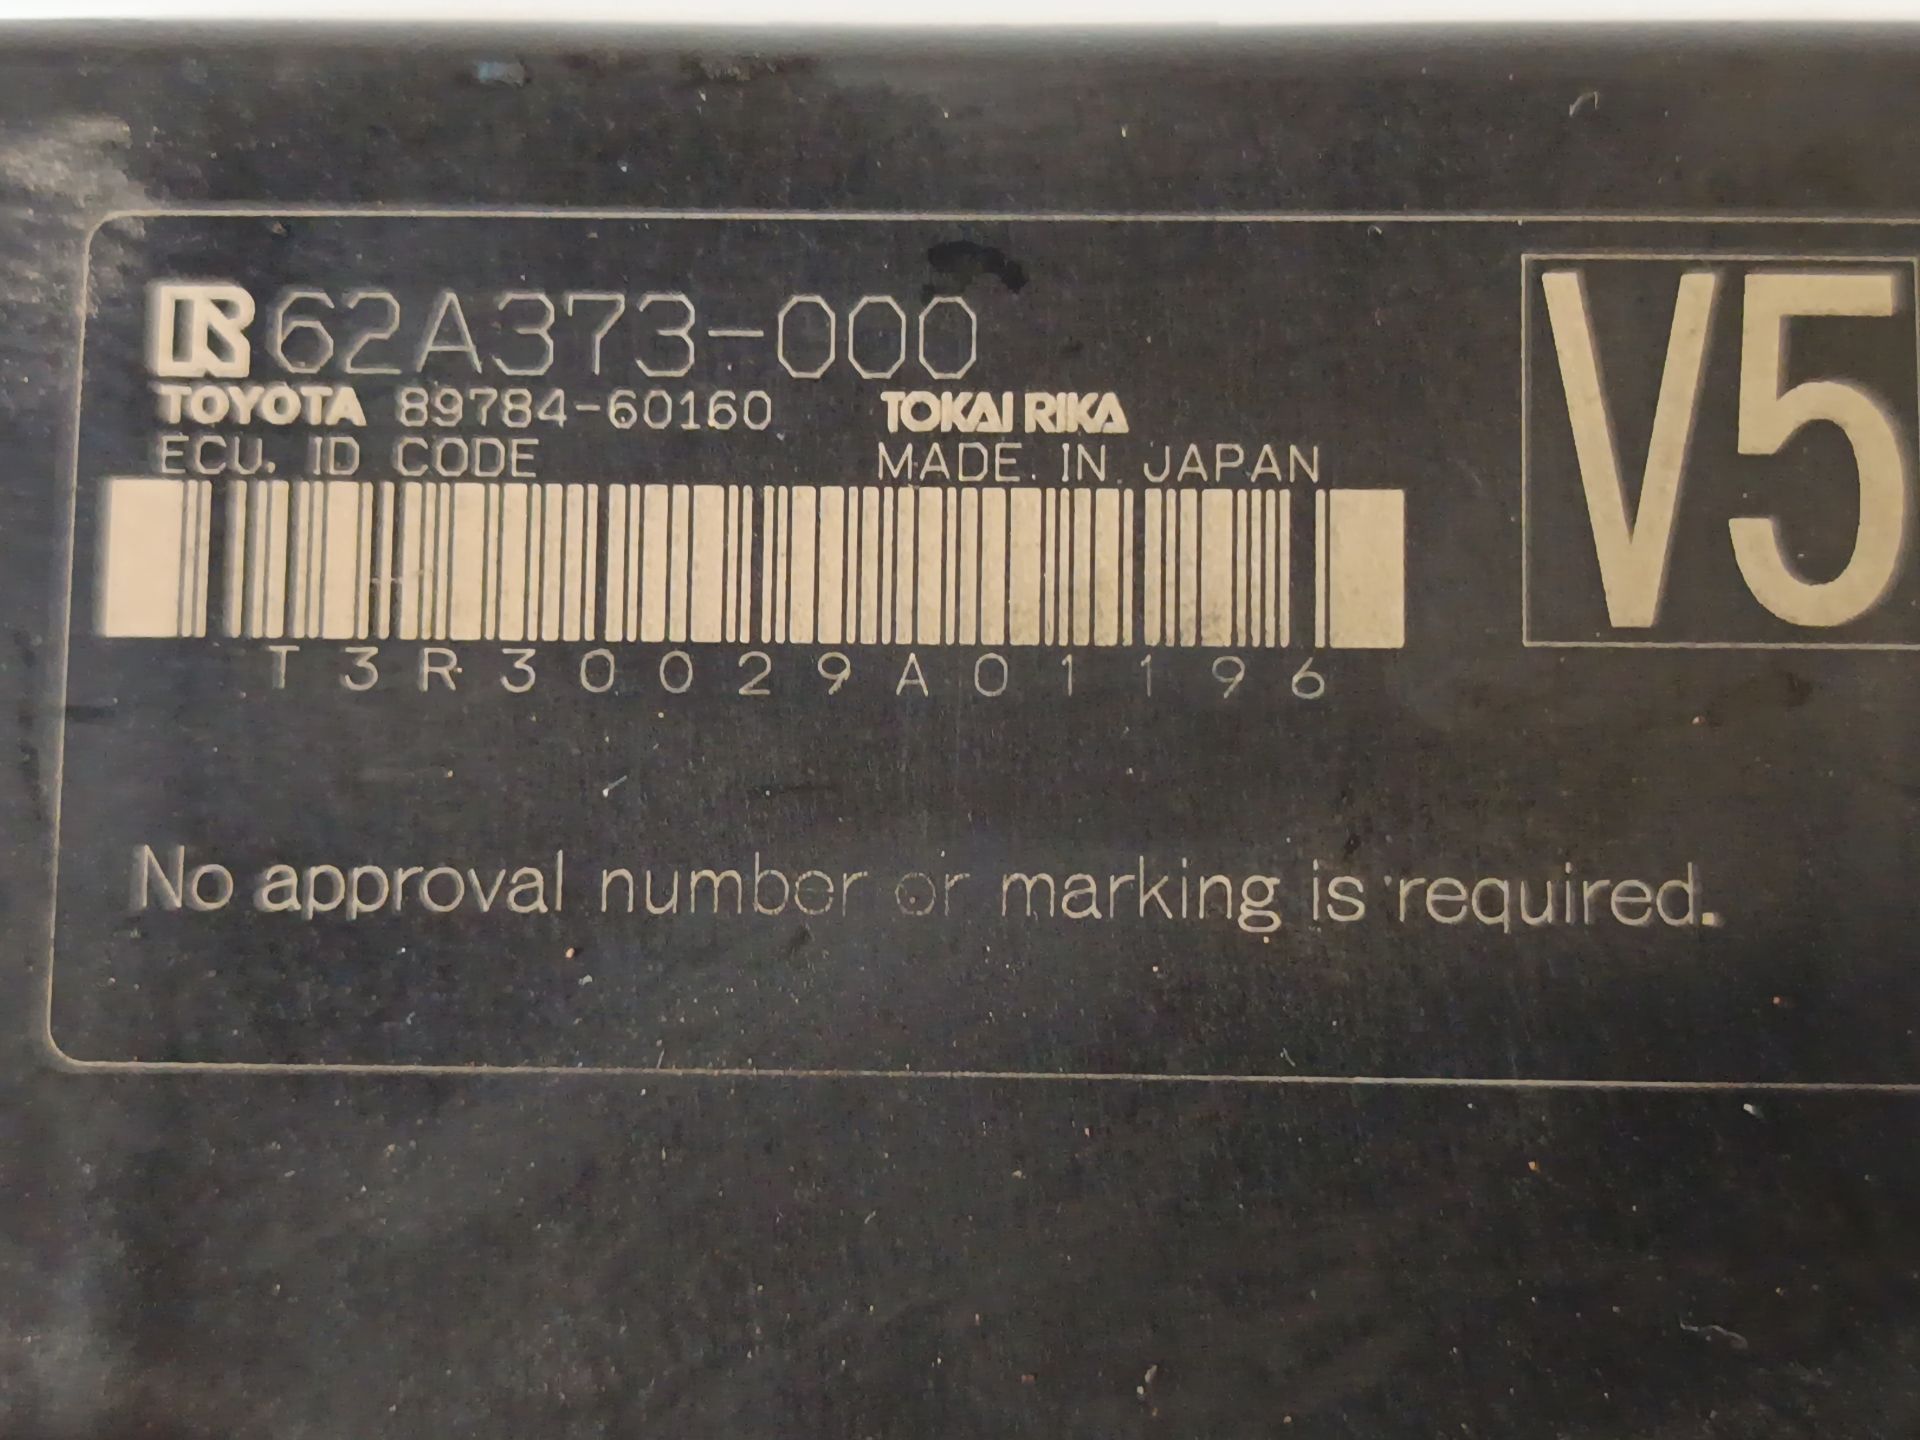 R 62A373-000
TOYOTA 89784-60160 TOKAI RIKA
ECU. ID CODE MADE IN JAPAN
V5
T3R30029A01196
No approval number or marking is required.